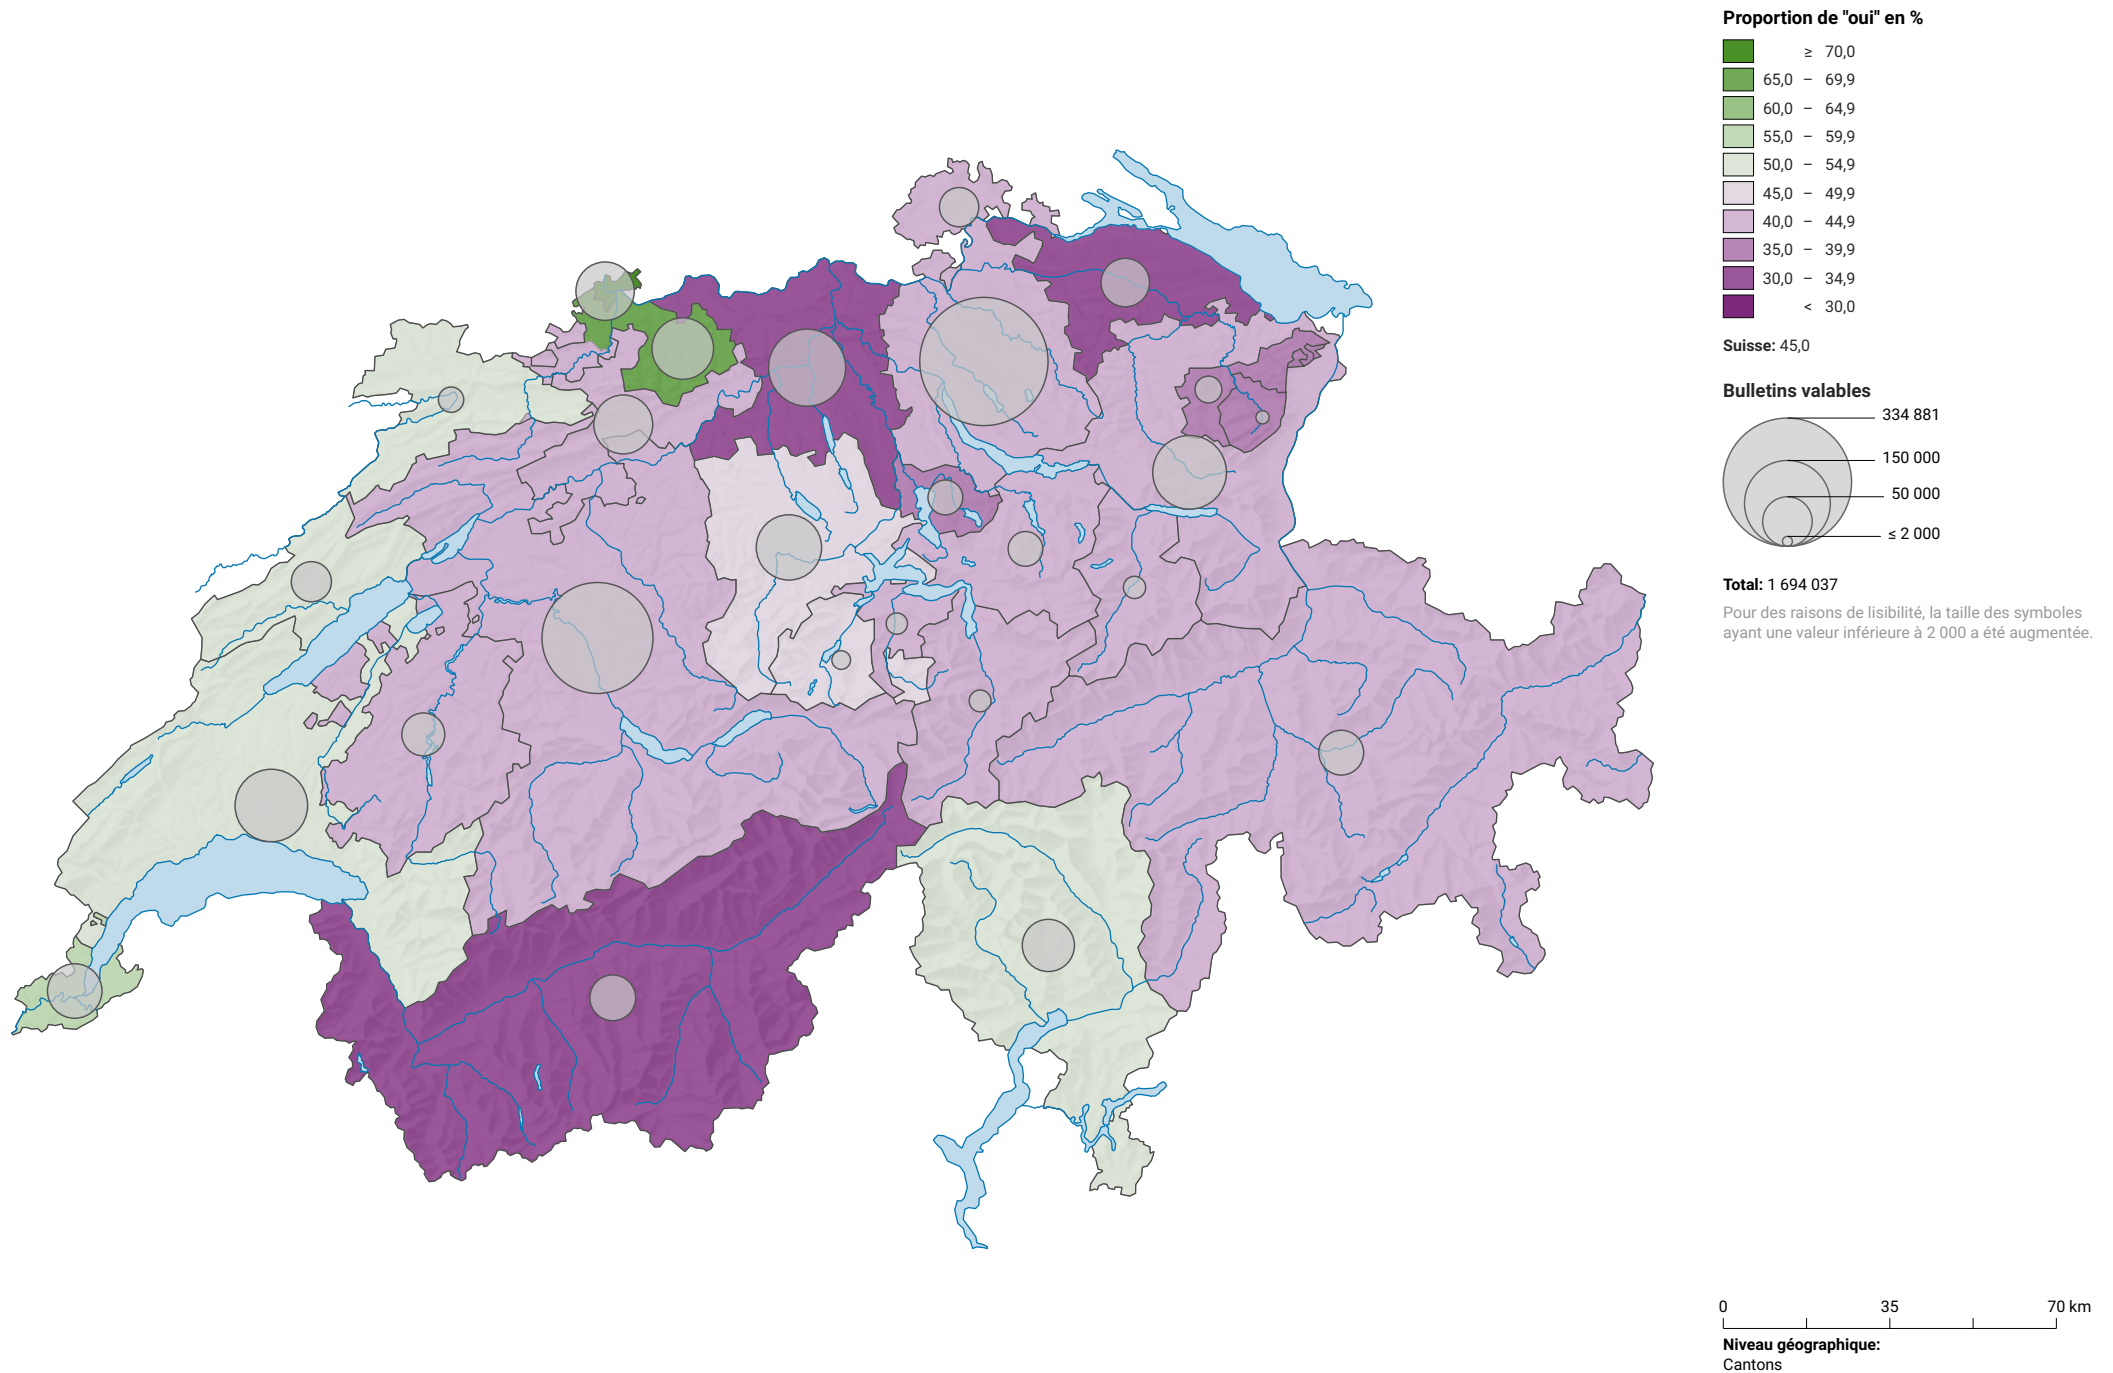 Proportion de "oui" en %
≥ 70,0
65,0 – 69,9
60,0 – 64,9
55,0 – 59,9
50,0 – 54,9
45,0 – 49,9
40,0 – 44,9
35,0 – 39,9
30,0 – 34,9
< 30,0
Suisse: 45,0
Bulletins valables
334 881
150 000
50 000
≤ 2 000
Total: 1 694 037
Pour des raisons de lisibilité, la taille des symboles
ayant une valeur inférieure à 2 000 a été augmentée.
0 35 70 km
Niveau géographique:
Cantons